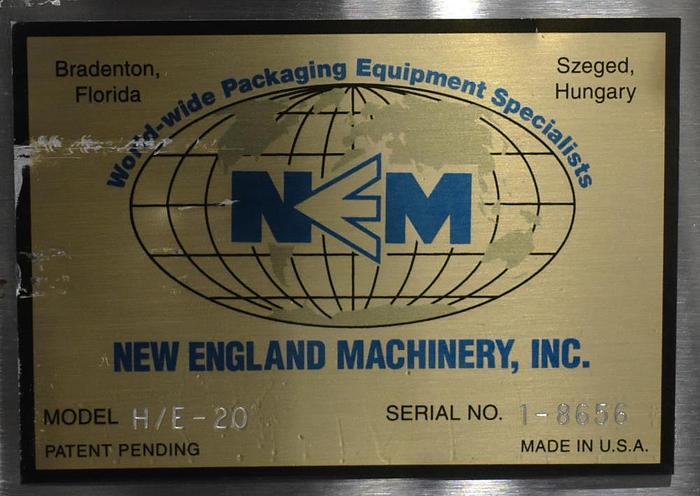 Bradenton,
Florida
Szeged,
Hungary
World-wide Packaging Equipment Specialists
NEM
NEW ENGLAND MACHINERY, INC.
MODEL H/E-20
SERIAL NO. 1-8656
PATENT PENDING
MADE IN U.S.A.